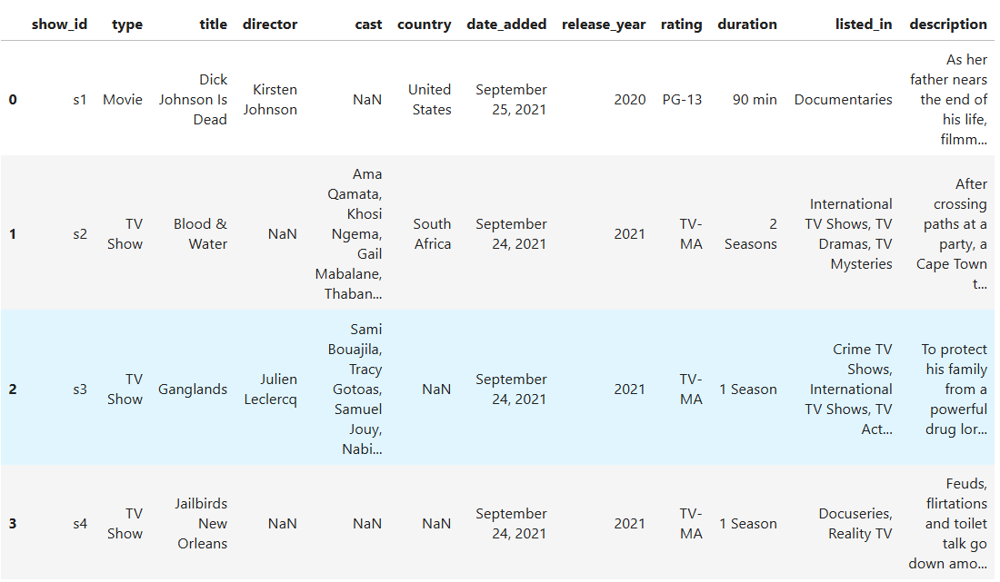 show_id type title director cast country date_added release_year rating duration listed_in description
0 s1 Movie Dick Johnson Is Dead Kirsten Johnson NaN United States September 25, 2021 2020 PG-13 90 min Documentaries As her father nears the end of his life, filmm...
1 s2 TV Show Blood & Water NaN Ama Qamata, Khosi Ngema, Gail Mabalane, Thaban... South Africa September 24, 2021 2021 TV-MA 2 Seasons International TV Shows, TV Dramas, TV Mysteries After crossing paths at a party, a Cape Town t...
2 s3 TV Show Ganglands Julien Leclercq Sami Bouajila, Tracy Gotoas, Samuel Jouy, Nabi... NaN September 24, 2021 2021 TV-MA 1 Season Crime TV Shows, International TV Shows, TV Act... To protect his family from a powerful drug lor...
3 s4 TV Show Jailbirds New Orleans NaN NaN NaN September 24, 2021 2021 TV-MA 1 Season Docuseries, Reality TV Feuds, flirtations and toilet talk go down amo...